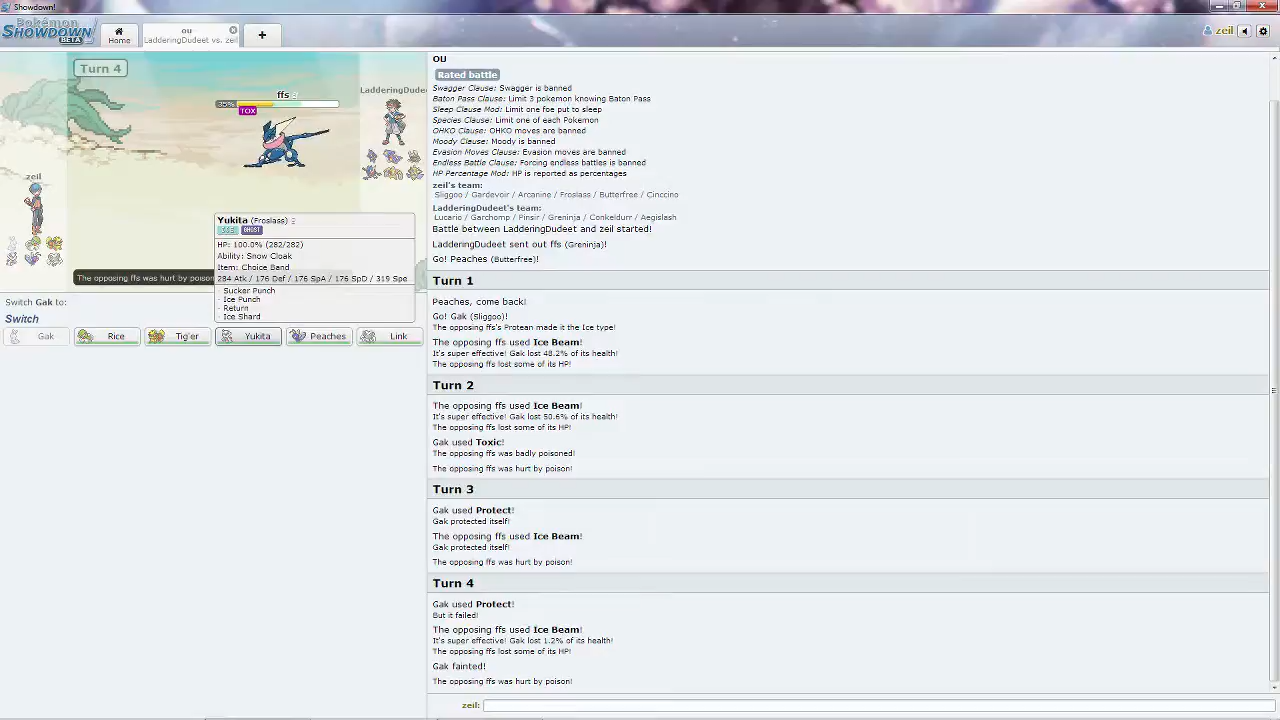 Showdown!
Pokémon
SHOWDOWN
BETA
Home
ou
LadderingDudeet vs. zeil
+
zeil
Turn 4
ffs
35%
TOX
LadderingDudee
zeil
The opposing ffs was hurt by poison
Yukita (Froslass)
ICE GHOST
HP: 100.0% (282/282)
Ability: Snow Cloak
Item: Choice Band
284 Atk / 176 Def / 176 SpA / 176 SpD / 319 Spe
- Sucker Punch
- Ice Punch
- Return
- Ice Shard
Switch Gak to:
Switch
Gak
Rice
Tig'er
Yukita
Peaches
Link
OU
Rated battle
Swagger Clause: Swagger is banned
Baton Pass Clause: Limit 3 pokemon knowing Baton Pass
Sleep Clause Mod: Limit one foe put to sleep
Species Clause: Limit one of each Pokemon
OHKO Clause: OHKO moves are banned
Moody Clause: Moody is banned
Evasion Moves Clause: Evasion moves are banned
Endless Battle Clause: Forcing endless battles is banned
HP Percentage Mod: HP is reported as percentages
zeil's team:
Sliggoo / Gardevoir / Arcanine / Froslass / Butterfree / Cinccino
LadderingDudeet's team:
Lucario / Garchomp / Pinsir / Greninja / Conkeldurr / Aegislash
Battle between LadderingDudeet and zeil started!
LadderingDudeet sent out ffs (Greninja)!
Go! Peaches (Butterfree)!
Turn 1
Peaches, come back!
Go! Gak (Sliggoo)!
The opposing ffs's Protean made it the Ice type!
The opposing ffs used Ice Beam!
It's super effective! Gak lost 48.2% of its health!
The opposing ffs lost some of its HP!
Turn 2
The opposing ffs used Ice Beam!
It's super effective! Gak lost 50.6% of its health!
The opposing ffs lost some of its HP!
Gak used Toxic!
The opposing ffs was badly poisoned!
The opposing ffs was hurt by poison!
Turn 3
Gak used Protect!
Gak protected itself!
The opposing ffs used Ice Beam!
Gak protected itself!
The opposing ffs was hurt by poison!
Turn 4
Gak used Protect!
But it failed!
The opposing ffs used Ice Beam!
It's super effective! Gak lost 1.2% of its health!
The opposing ffs lost some of its HP!
Gak fainted!
The opposing ffs was hurt by poison!
zeil: